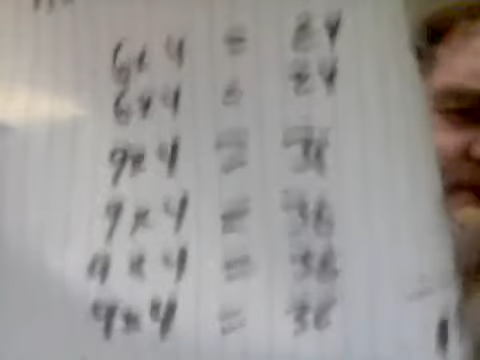 6x4 = 24
6x4 = 24
9x4 = 36
9x4 = 36
9x4 = 36
9x4 = 36